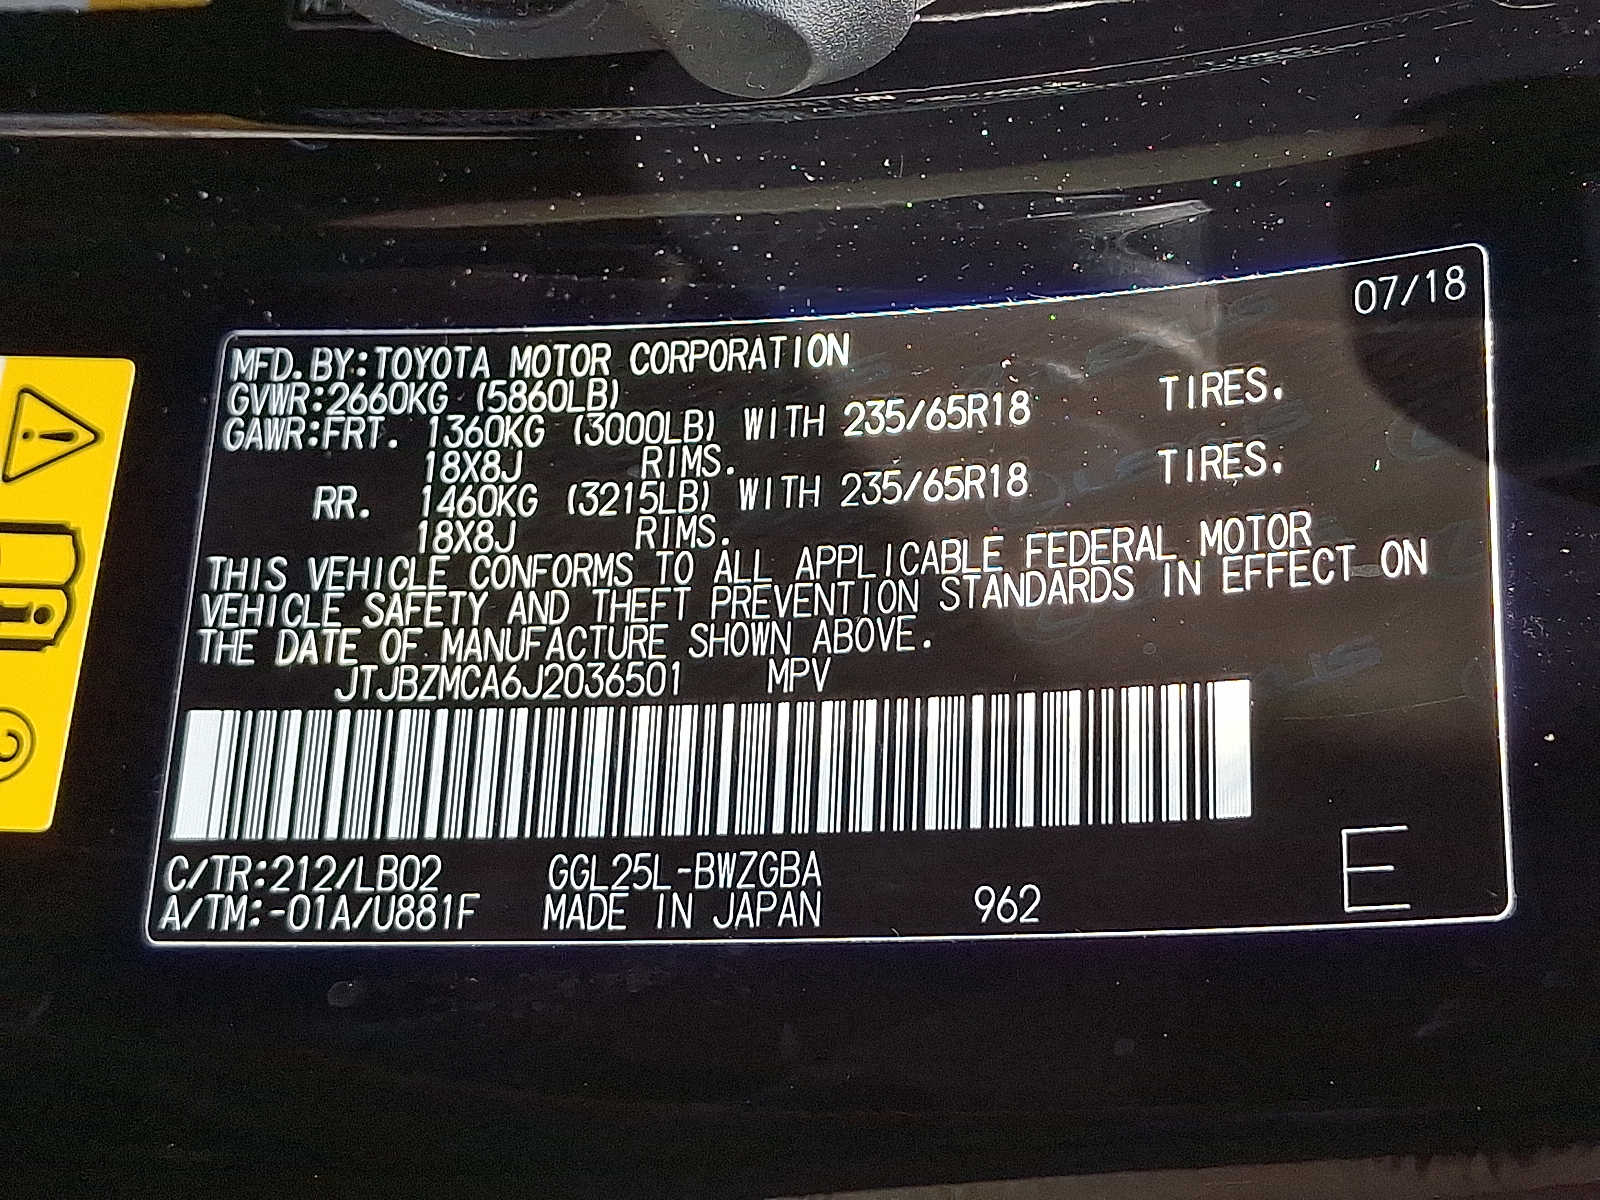 07/18
MFD. BY: TOYOTA MOTOR CORPORATION
GVWR: 2660KG (5860LB)
GAWR: FRT. 1360KG (3000LB) WITH 235/65R18 TIRES.
18X8J RIMS.
RR. 1460KG (3215LB) WITH 235/65R18 TIRES.
18X8J RIMS.
THIS VEHICLE CONFORMS TO ALL APPLICABLE FEDERAL MOTOR
VEHICLE SAFETY AND THEFT PREVENTION STANDARDS IN EFFECT ON
THE DATE OF MANUFACTURE SHOWN ABOVE.
JTJBZMCA6J2036501 MPV
C/TR: 212/LB02 GGL25L-BWZGBA
A/TM: -01A/U881F MADE IN JAPAN 962 E